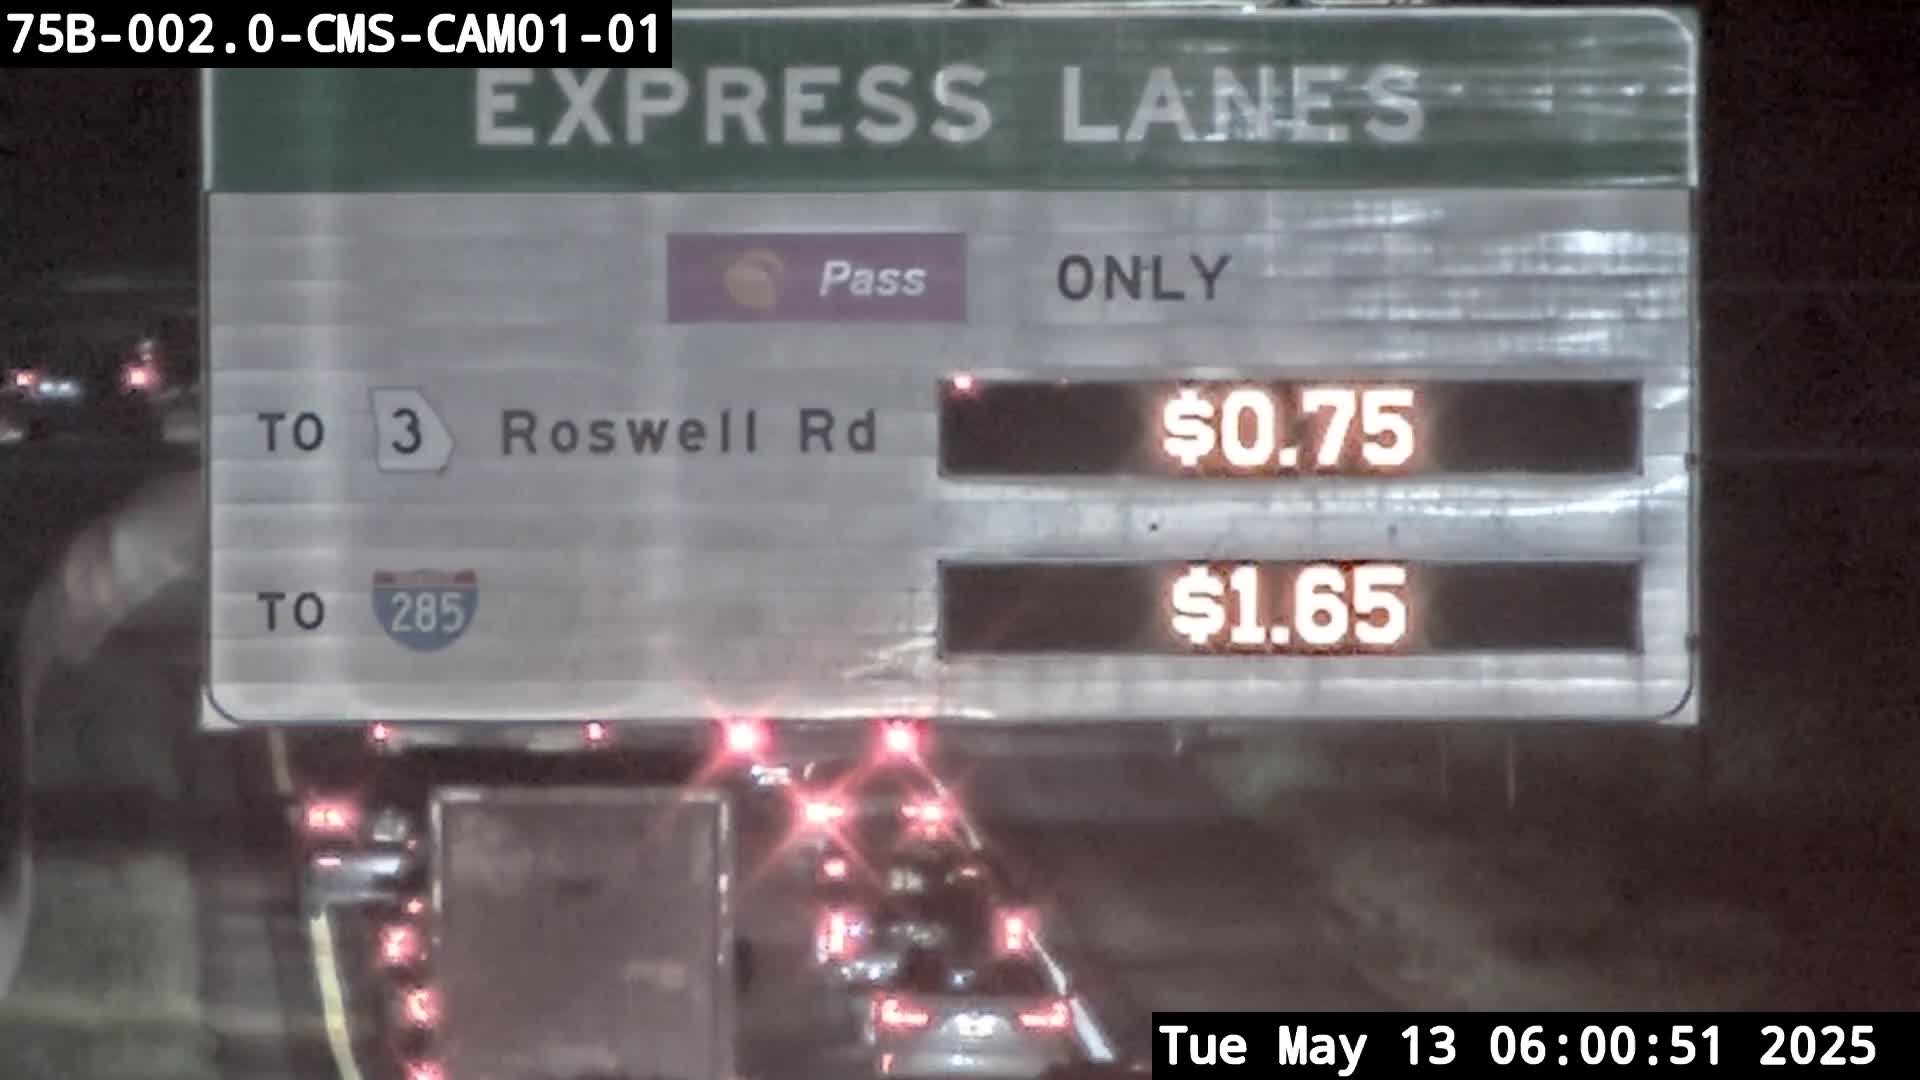 75B-002.0-CMS-CAM01-01
EXPRESS LANES
Pass ONLY
TO 3 Roswell Rd $0.75
TO 285 $1.65
Tue May 13 06:00:51 2025